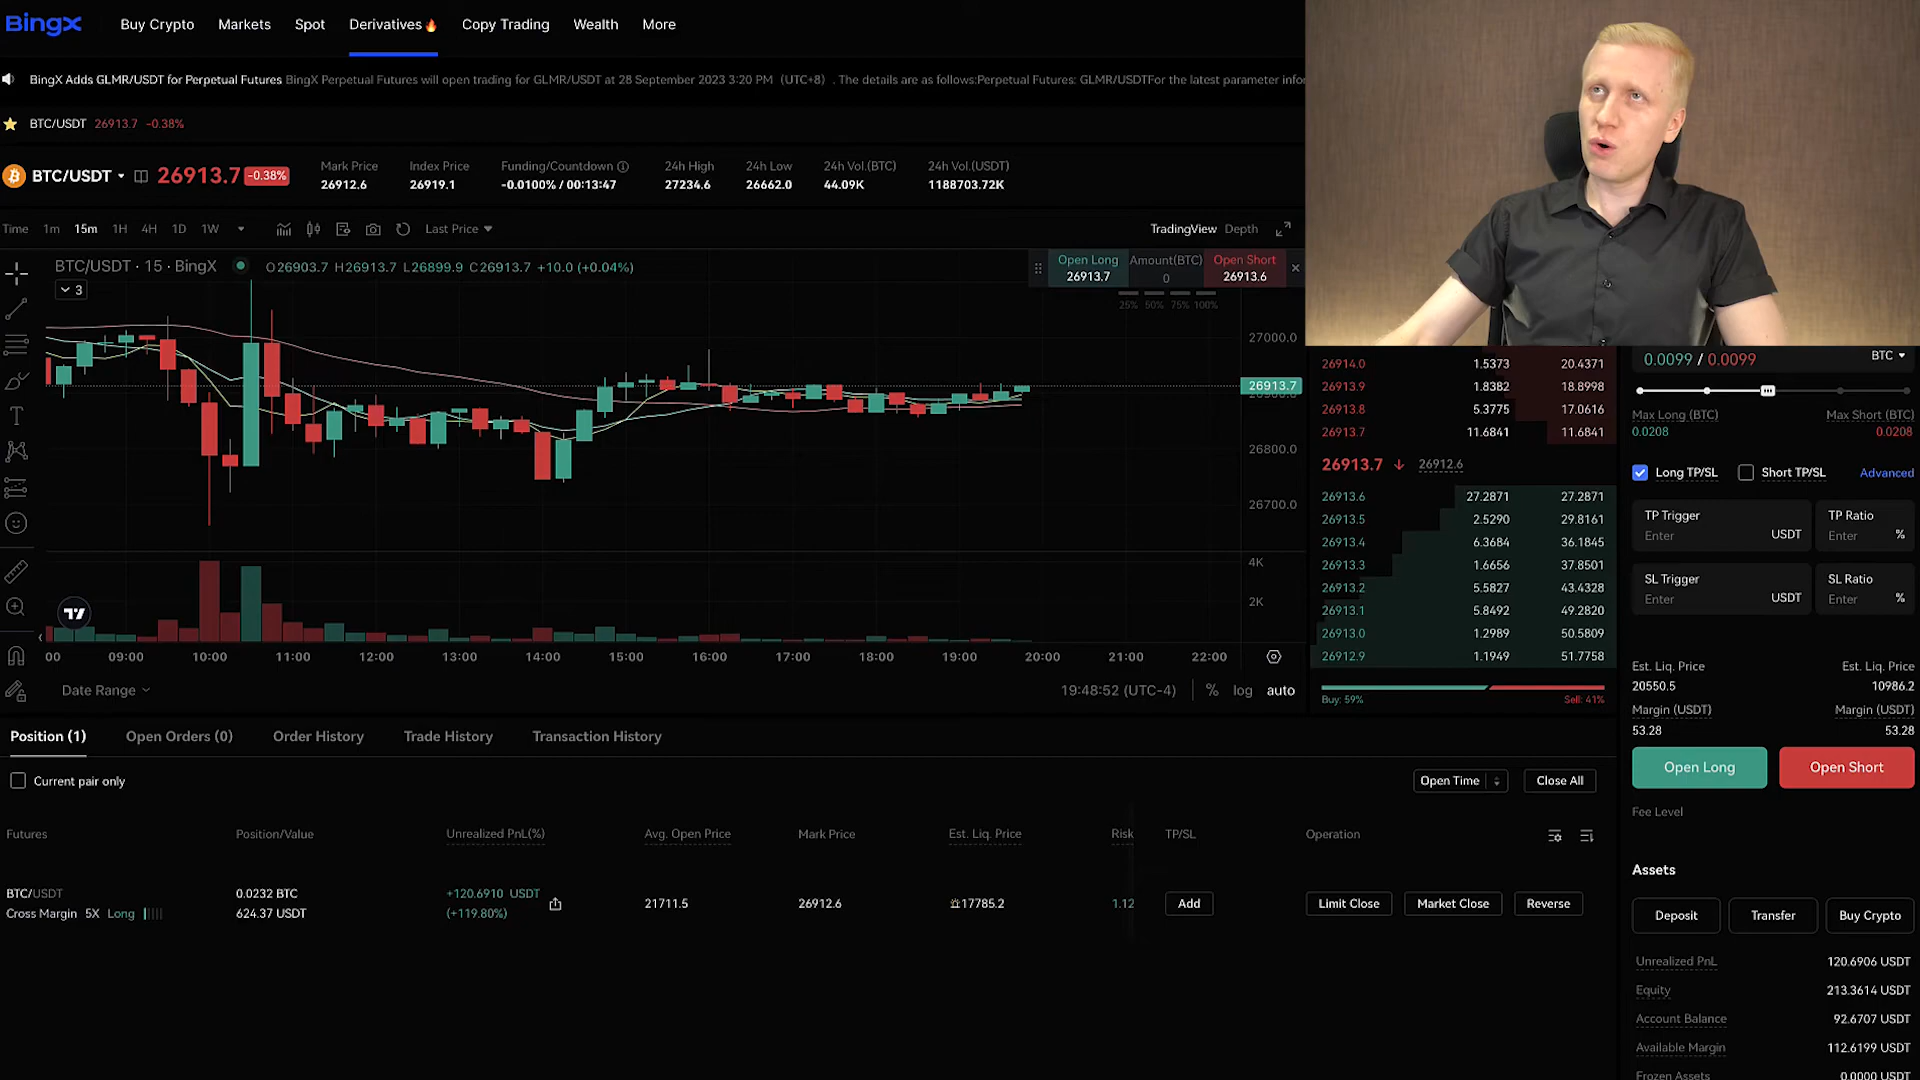 BingX Buy Crypto Markets Spot Derivatives Copy Trading Wealth More
BingX Adds GLMR/USDT for Perpetual Futures BingX Perpetual Futures will open trading for GLMR/USDT at 28 September 2023 3:20 PM (UTC+8) . The details are as follows:Perpetual Futures: GLMR/USDTFor the latest parameter infor
BTC/USDT 26913.7 -0.38%
BTC/USDT 26913.7 -0.38%
Mark Price Index Price Funding/Countdown 24h High 24h Low 24h Vol.(BTC) 24h Vol.(USDT)
26912.6 26919.1 -0.0100% / 00:13:47 27234.6 26662.0 44.09K 1188703.72K
Time 1m 15m 1H 4H 1D 1W Last Price TradingView Depth
BTC/USDT · 15 · BingX O26903.7 H26913.7 L26899.9 C26913.7 +10.0 (+0.04%)
3
Open Long Amount(BTC) Open Short
26913.7 0 26913.6
25% 50% 75% 100%
27000.0
26913.7
26800.0
26700.0
4K
2K
00 09:00 10:00 11:00 12:00 13:00 14:00 15:00 16:00 17:00 18:00 19:00 20:00 21:00 22:00
Date Range 19:48:52 (UTC-4) % log auto
26914.0 1.5373 20.4371
26913.9 1.8382 18.8998
26913.8 5.3775 17.0616
26913.7 11.6841 11.6841
26913.7 26912.6
26913.6 27.2871 27.2871
26913.5 2.5290 29.8161
26913.4 6.3684 36.1845
26913.3 1.6656 37.8501
26913.2 5.5827 43.4328
26913.1 5.8492 49.2820
26913.0 1.2989 50.5809
26912.9 1.1949 51.7758
Buy: 59% Sell: 41%
0.0099 / 0.0099 BTC
Max Long (BTC) Max Short (BTC)
0.0208 0.0208
Long TP/SL Short TP/SL Advanced
TP Trigger TP Ratio
Enter USDT Enter %
SL Trigger SL Ratio
Enter USDT Enter %
Est. Liq. Price Est. Liq. Price
20550.5 10986.2
Margin (USDT) Margin (USDT)
53.28 53.28
Open Long Open Short
Fee Level
Assets
Deposit Transfer Buy Crypto
Unrealized PnL 120.6906 USDT
Equity 213.3614 USDT
Account Balance 92.6707 USDT
Available Margin 112.6199 USDT
Frozen Assets 0.0000 USDT
Position (1) Open Orders (0) Order History Trade History Transaction History
Current pair only Open Time Close All
Futures Position/Value Unrealized PnL(%) Avg. Open Price Mark Price Est. Liq. Price Risk TP/SL Operation
BTC/USDT 0.0232 BTC +120.6910 USDT
21711.5 26912.6 17785.2 1.12 Add Limit Close Market Close Reverse
Cross Margin 5X Long 624.37 USDT (+119.80%)